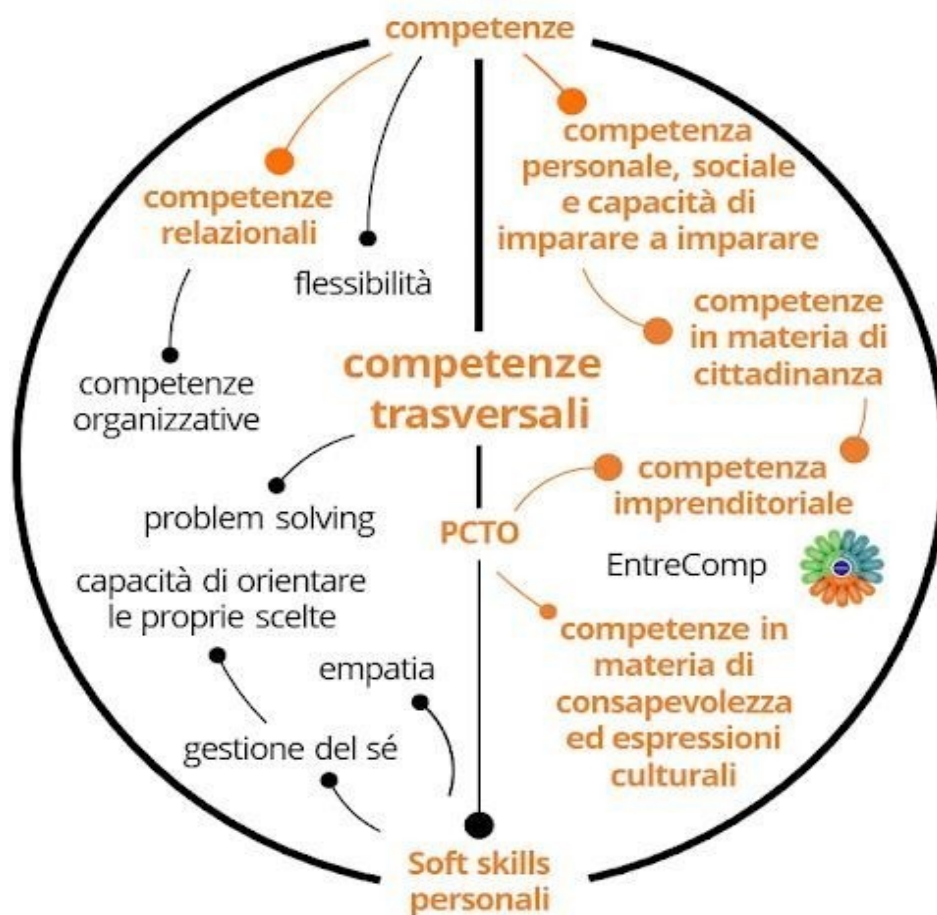 competenze
competenze
relazionali
flessibilità
competenze
organizzative
competenza
personale, sociale
e capacità di
imparare a imparare
competenze
in materia di
cittadinanza
competenze
trasversali
problem solving
competenza
imprenditoriale
PCTO
EntreComp
capacità di orientare
le proprie scelte
empatia
gestione del sé
competenze in
materia di
consapevolezza
ed espressioni
culturali
Soft skills
personali